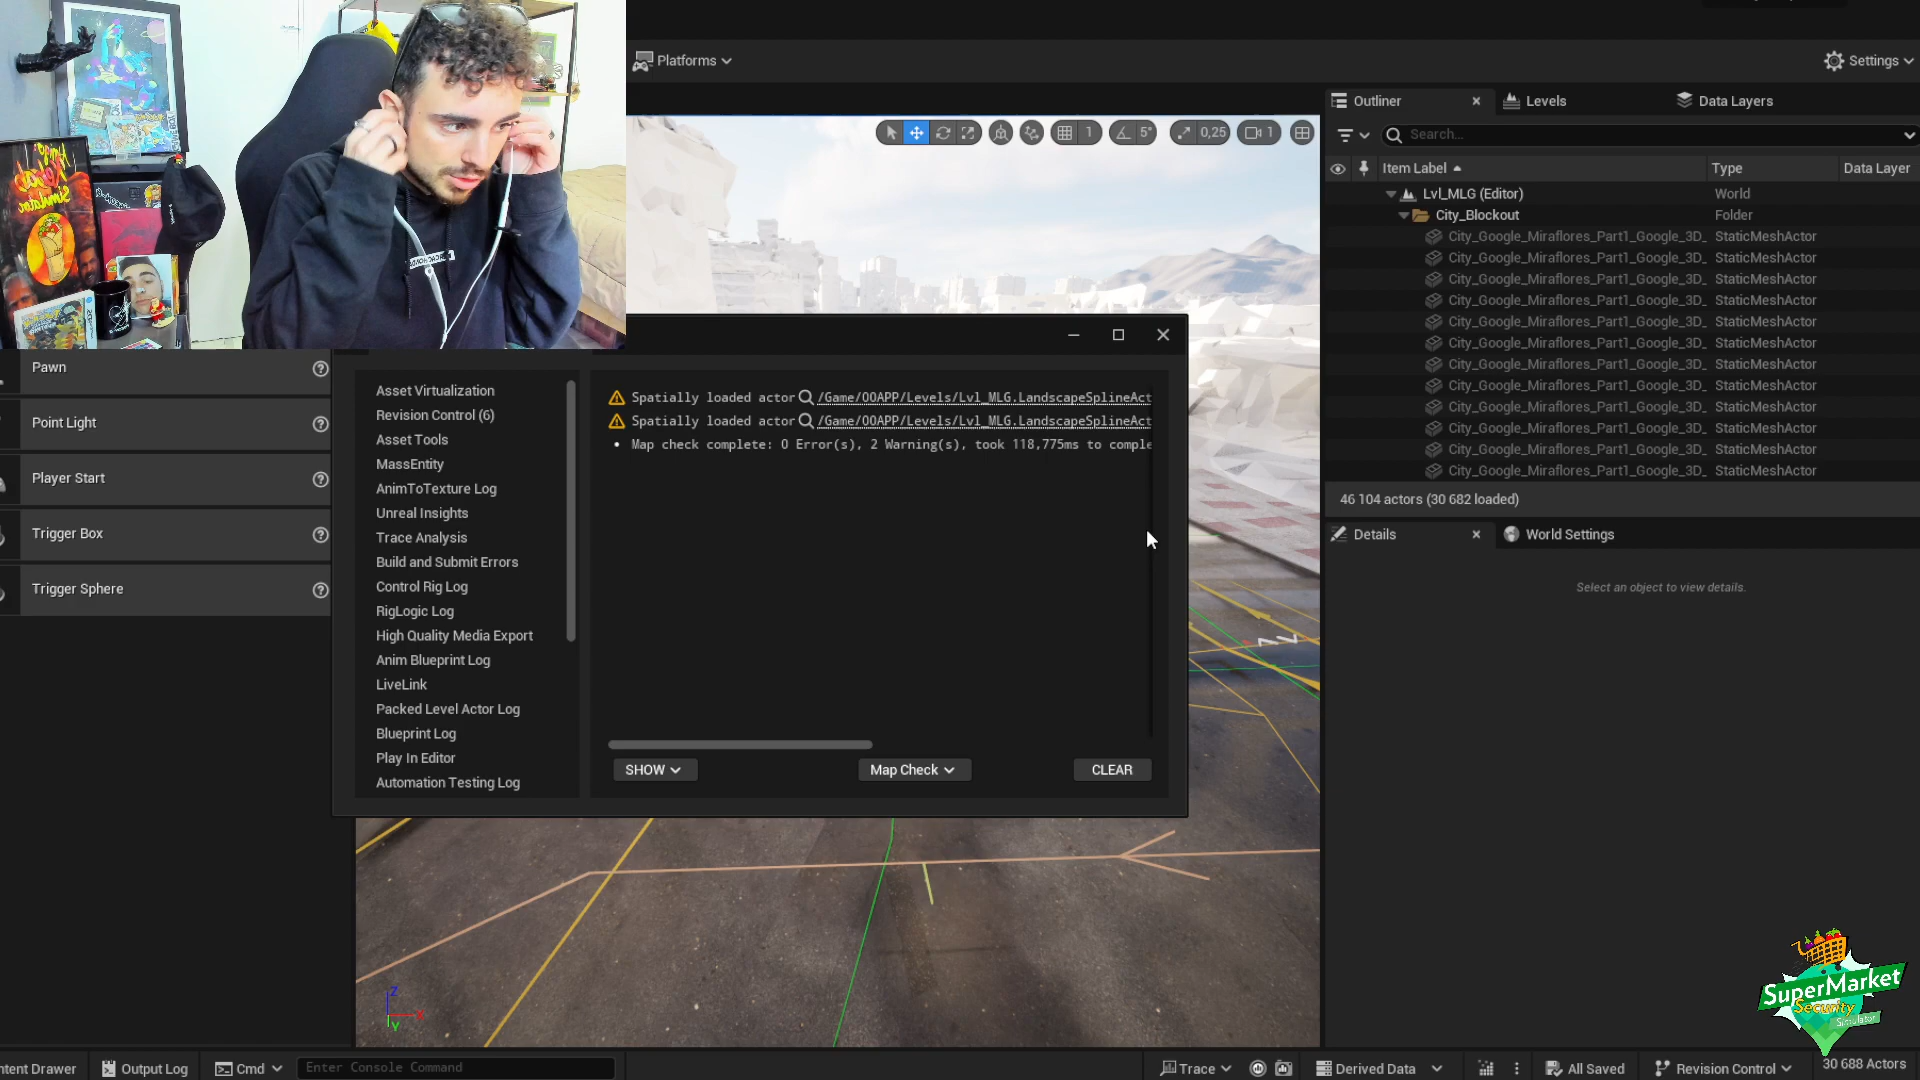 Platforms
Settings
Outliner
Levels
Data Layers
1
5°
0,25
1
Search...
Item Label
Type
Data Layer
Lvl_MLG (Editor)
World
City_Blockout
Folder
City_Google_Miraflores_Part1_Google_3D_ StaticMeshActor
City_Google_Miraflores_Part1_Google_3D_ StaticMeshActor
City_Google_Miraflores_Part1_Google_3D_ StaticMeshActor
City_Google_Miraflores_Part1_Google_3D_ StaticMeshActor
City_Google_Miraflores_Part1_Google_3D_ StaticMeshActor
City_Google_Miraflores_Part1_Google_3D_ StaticMeshActor
City_Google_Miraflores_Part1_Google_3D_ StaticMeshActor
City_Google_Miraflores_Part1_Google_3D_ StaticMeshActor
City_Google_Miraflores_Part1_Google_3D_ StaticMeshActor
City_Google_Miraflores_Part1_Google_3D_ StaticMeshActor
City_Google_Miraflores_Part1_Google_3D_ StaticMeshActor
City_Google_Miraflores_Part1_Google_3D_ StaticMeshActor
46 104 actors (30 682 loaded)
Details
World Settings
Select an object to view details.
Pawn
Point Light
Player Start
Trigger Box
Trigger Sphere
Asset Virtualization
Revision Control (6)
Asset Tools
MassEntity
AnimToTexture Log
Unreal Insights
Trace Analysis
Build and Submit Errors
Control Rig Log
RigLogic Log
High Quality Media Export
Anim Blueprint Log
LiveLink
Packed Level Actor Log
Blueprint Log
Play In Editor
Automation Testing Log
Spatially loaded actor /Game/00APP/Levels/Lvl_MLG.LandscapeSplineAct
Spatially loaded actor /Game/00APP/Levels/Lvl_MLG.LandscapeSplineAct
Map check complete: 0 Error(s), 2 Warning(s), took 118,775ms to comple
SHOW
Map Check
CLEAR
Z
X
Y
SuperMarket
Security
Simulator
ntent Drawer
Output Log
Cmd
Enter Console Command
Trace
Derived Data
All Saved
Revision Control
30 688 Actors